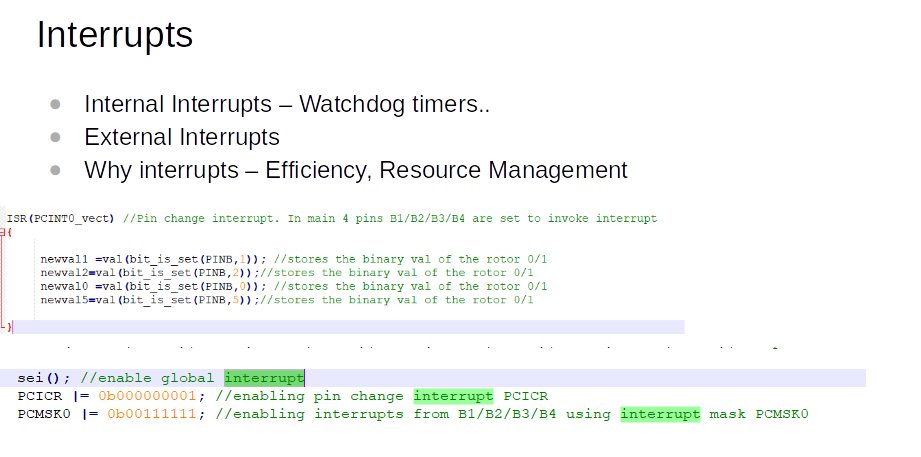 Interrupts
Internal Interrupts – Watchdog timers..
External Interrupts
Why interrupts – Efficiency, Resource Management
ISR(PCINT0_vect) //Pin change interrupt. In main 4 pins B1/B2/B3/B4 are set to invoke interrupt
{
newval1 =val(bit_is_set(PINB,1)); //stores the binary val of the rotor 0/1
newval2=val(bit_is_set(PINB,2));//stores the binary val of the rotor 0/1
newval0 =val(bit_is_set(PINB,0)); //stores the binary val of the rotor 0/1
newval5=val(bit_is_set(PINB,5));//stores the binary val of the rotor 0/1
}
sei(); //enable global interrupt
PCICR |= 0b000000001; //enabling pin change interrupt PCICR
PCMSK0 |= 0b00111111; //enabling interrupts from B1/B2/B3/B4 using interrupt mask PCMSK0